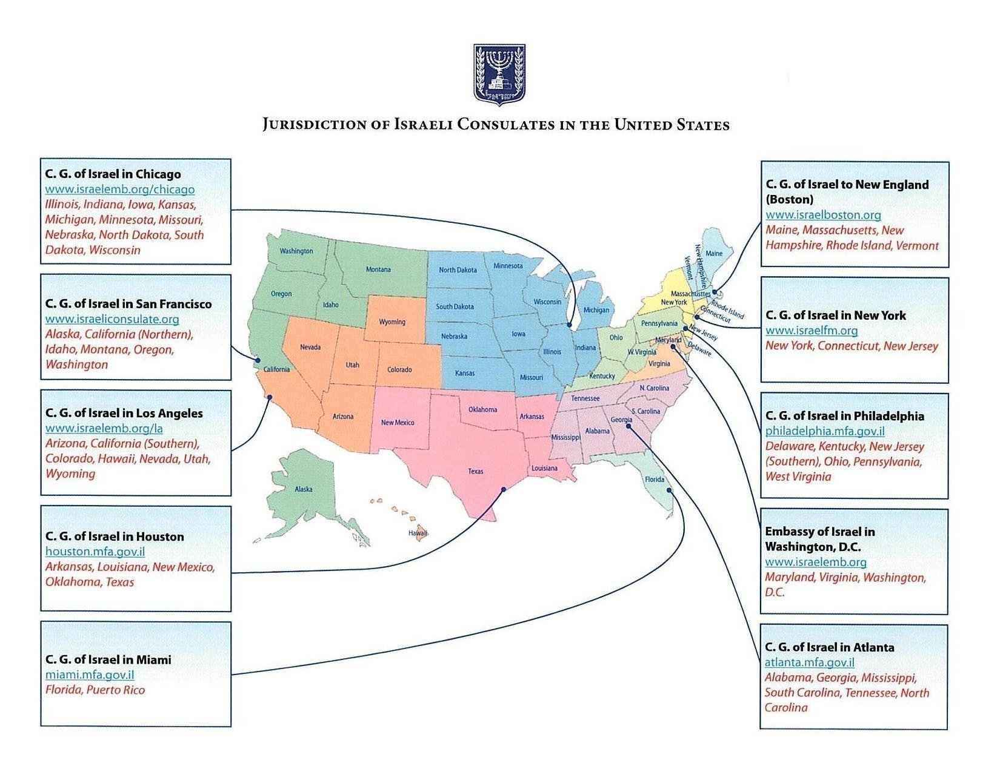 ישראל
JURISDICTION OF ISRAELI CONSULATES IN THE UNITED STATES
C. G. of Israel in Chicago
www.israelemb.org/chicago
Illinois, Indiana, Iowa, Kansas,
Michigan, Minnesota, Missouri,
Nebraska, North Dakota, South
Dakota, Wisconsin
C. G. of Israel in San Francisco
www.israeliconsulate.org
Alaska, California (Northern),
Idaho, Montana, Oregon,
Washington
C. G. of Israel in Los Angeles
www.israelemb.org/la
Arizona, California (Southern),
Colorado, Hawaii, Nevada, Utah,
Wyoming
C. G. of Israel in Houston
houston.mfa.gov.il
Arkansas, Louisiana, New Mexico,
Oklahoma, Texas
C. G. of Israel in Miami
miami.mfa.gov.il
Florida, Puerto Rico
Washington
Montana
North Dakota
Minnesota
Oregon
Idaho
Wyoming
South Dakota
Wisconsin
Michigan
Nebraska
Iowa
Nevada
Utah
Colorado
California
Kansas
Missouri
Illinois
Indiana
Ohio
Kentucky
W.Virginia
Virginia
Maryland
Delaware
New Jersey
Pennsylvania
New York
Connecticut
Rhode Island
Massachusttes
Vermont
New Hampshire
Maine
Arizona
New Mexico
Oklahoma
Arkansas
Tennessee
N. Carolina
S. Carolina
Georgia
Alabama
Mississippi
Louisiana
Texas
Florida
Alaska
Hawaii
C. G. of Israel to New England
(Boston)
www.israelboston.org
Maine, Massachusetts, New
Hampshire, Rhode Island, Vermont
C. G. of Israel in New York
www.israelfm.org
New York, Connecticut, New Jersey
C. G. of Israel in Philadelphia
philadelphia.mfa.gov.il
Delaware, Kentucky, New Jersey
(Southern), Ohio, Pennsylvania,
West Virginia
Embassy of Israel in
Washington, D.C.
www.israelemb.org
Maryland, Virginia, Washington,
D.C.
C. G. of Israel in Atlanta
atlanta.mfa.gov.il
Alabama, Georgia, Mississippi,
South Carolina, Tennessee, North
Carolina